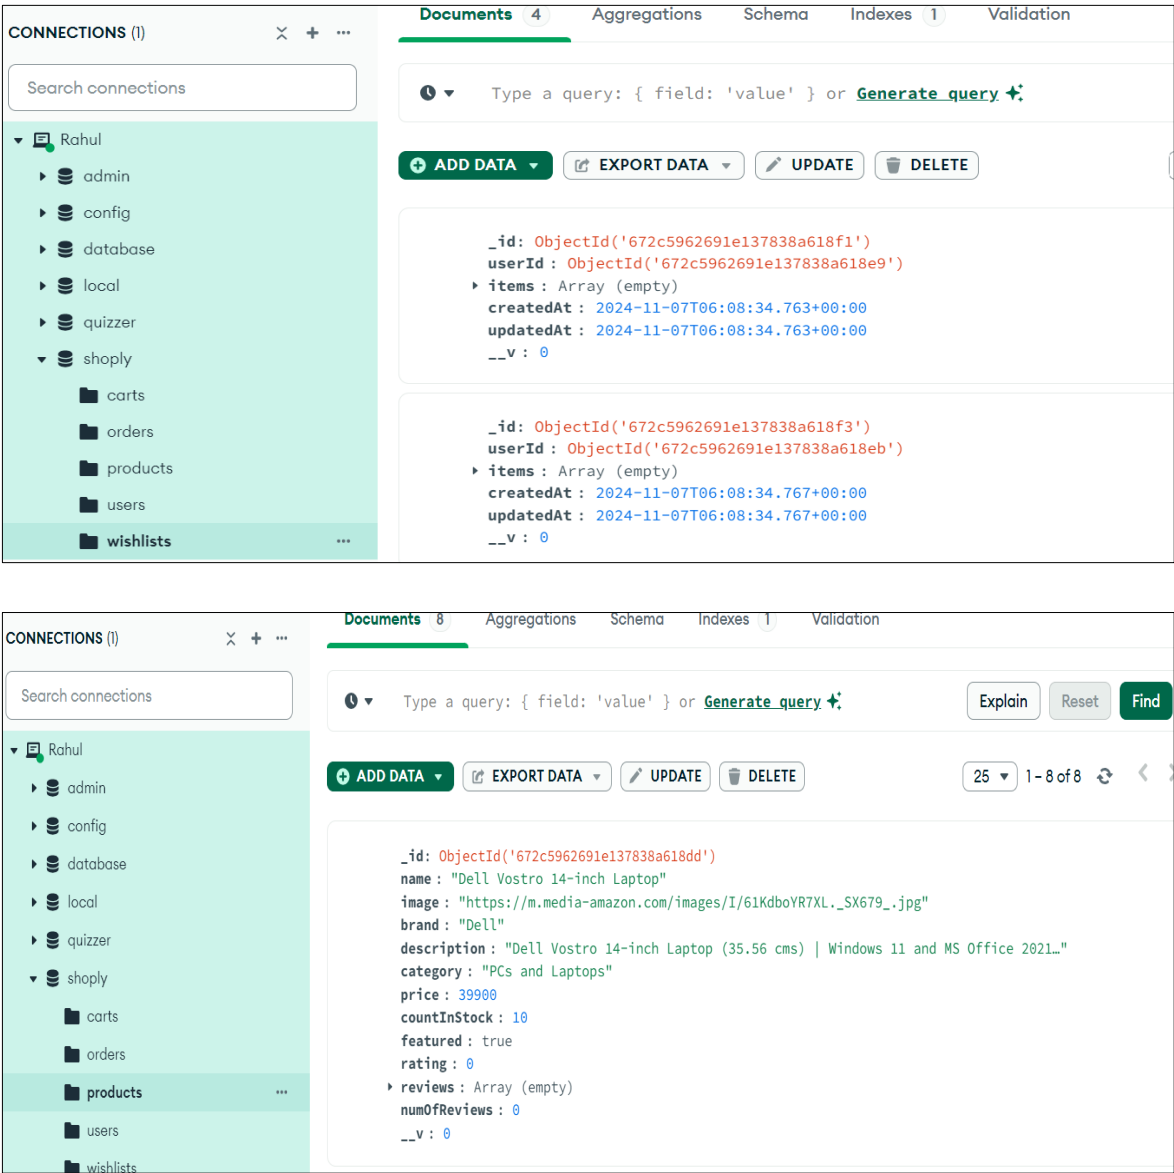 CONNECTIONS (1)
Search connections
Rahul
admin
config
database
local
quizzer
shoply
carts
orders
products
users
wishlists
Documents 4 Aggregations Schema Indexes 1 Validation
Type a query: { field: 'value' } or Generate query
ADD DATA EXPORT DATA UPDATE DELETE
_id: ObjectId('672c5962691e137838a618f1')
userId : ObjectId('672c5962691e137838a618e9')
items : Array (empty)
createdAt : 2024-11-07T06:08:34.763+00:00
updatedAt : 2024-11-07T06:08:34.763+00:00
__v : 0
_id: ObjectId('672c5962691e137838a618f3')
userId : ObjectId('672c5962691e137838a618eb')
items : Array (empty)
createdAt : 2024-11-07T06:08:34.767+00:00
updatedAt : 2024-11-07T06:08:34.767+00:00
__v : 0
CONNECTIONS (1)
Search connections
Rahul
admin
config
database
local
quizzer
shoply
carts
orders
products
users
wishlists
Documents 8 Aggregations Schema Indexes 1 Validation
Type a query: { field: 'value' } or Generate query Explain Reset Find
ADD DATA EXPORT DATA UPDATE DELETE 25 1 – 8 of 8
_id: ObjectId('672c5962691e137838a618dd')
name : "Dell Vostro 14-inch Laptop"
image : "https://m.media-amazon.com/images/I/61KdboYR7XL._SX679_.jpg"
brand : "Dell"
description : "Dell Vostro 14-inch Laptop (35.56 cms) | Windows 11 and MS Office 2021…"
category : "PCs and Laptops"
price : 39900
countInStock : 10
featured : true
rating : 0
reviews : Array (empty)
numOfReviews : 0
__v : 0